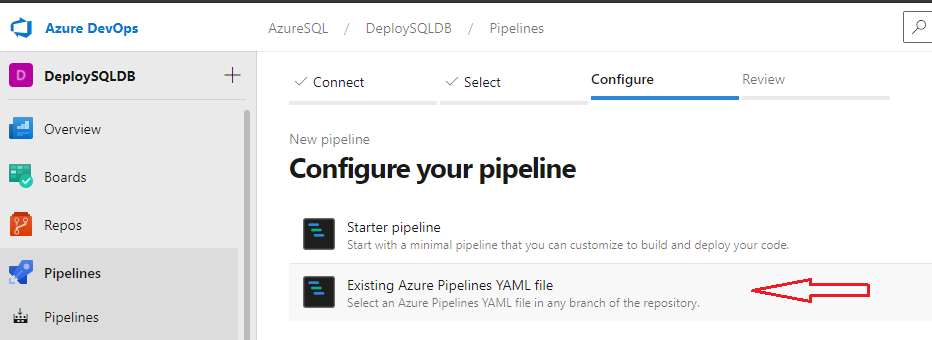 Azure DevOps
AzureSQL / DeploySQLDB / Pipelines
D DeploySQLDB +
Overview
Boards
Repos
Pipelines
Pipelines
Connect Select Configure Review
New pipeline
Configure your pipeline
Starter pipeline
Start with a minimal pipeline that you can customize to build and deploy your code.
Existing Azure Pipelines YAML file
Select an Azure Pipelines YAML file in any branch of the repository.